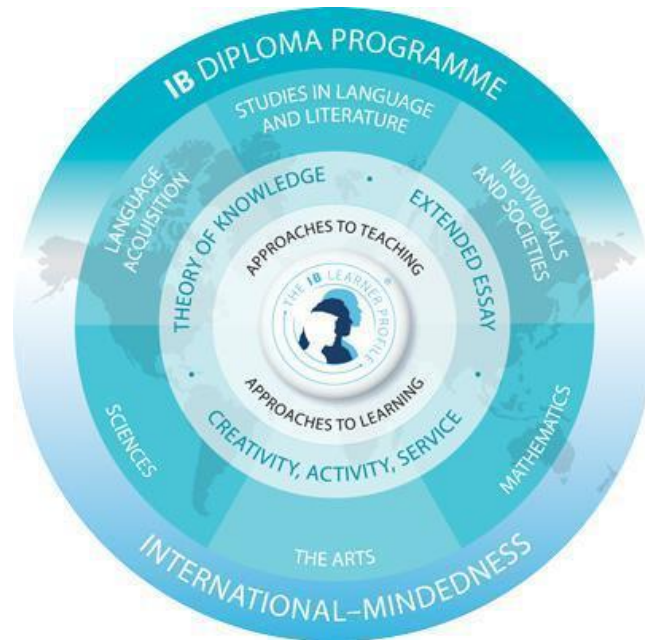 IB DIPLOMA PROGRAMME
STUDIES IN LANGUAGE
AND LITERATURE
LANGUAGE
ACQUISITION
INDIVIDUALS
AND SOCIETIES
THEORY OF KNOWLEDGE
•
EXTENDED ESSAY
•
APPROACHES TO TEACHING
THE IB LEARNER PROFILE
®
APPROACHES TO LEARNING
•
CREATIVITY, ACTIVITY, SERVICE
SCIENCES
MATHEMATICS
THE ARTS
INTERNATIONAL–MINDEDNESS